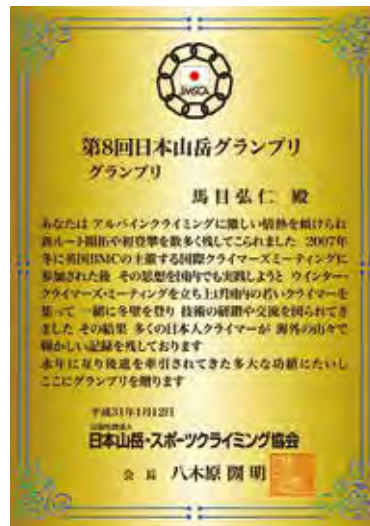 JMSCA
第8回日本山岳グランプリ
グランプリ
馬目弘仁 殿
あなたは アルパインクライミングに激しい情熱を傾けられ
新ルート開拓や初登攀を数多く残してこられました 2007年
冬に英国BMCの主催する国際クライマーズミーティングに
参加された後 その思想を国内でも実践しようと ウインター
クライマーズ・ミーティングを立ち上げ国内の若いクライマーを
集って 一緒に冬壁を登り 技術の研鑽や交流を図られてき
ました その結果 多くの日本人クライマーが 海外の山々で
輝かしい記録を残しております
永年に亙り後進を牽引されてきた多大な功績にたいし
ここにグランプリを贈ります
平成31年1月12日
公益社団法人
日本山岳・スポーツクライミング協会
会長 八木原 圀明